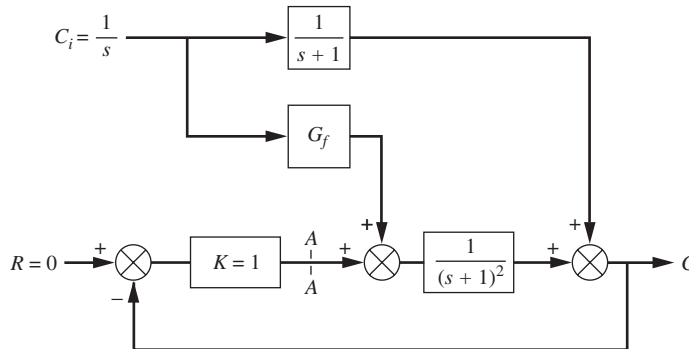 C_i = 1/s
1/(s + 1)
G_f
+
+
R = 0
+
−
K = 1
A
A
+
1/(s + 1)^2
+
C